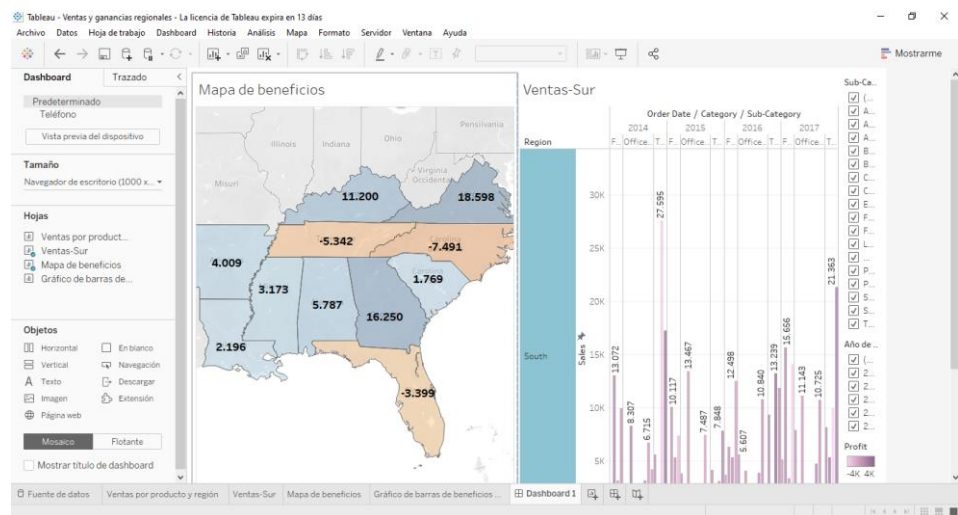 Tableau - Ventas y ganancias regionales - La licencia de Tableau expira en 13 días
Archivo Datos Hoja de trabajo Dashboard Historia Análisis Mapa Formato Servidor Ventana Ayuda
Mostrarme
Dashboard Trazado
Predeterminado
Teléfono
Vista previa del dispositivo
Tamaño
Navegador de escritorio (1000 x...
Hojas
Ventas por product...
Ventas-Sur
Mapa de beneficios
Gráfico de barras de...
Objetos
Horizontal En blanco
Vertical Navegación
A Texto Descargar
Imagen Extensión
Página web
Mosaico Flotante
Mostrar título de dashboard
Mapa de beneficios
Pensilvania
Illinois Indiana Ohio
Misuri
Virginia
Occidental
11.200 18.598
-5.342 -7.491
4.009
Carolina
1.769
3.173
5.787
16.250
2.196
-3.399
Ventas-Sur
Order Date / Category / Sub-Category
2014 2015 2016 2017
Region F.. Office.. T.. F.. Office.. T.. F.. Office.. T.. F.. Office.. T..
South
Sales
30K
25K
20K
15K
10K
5K
13.072
8.307
6.715
27.595
10.117
13.467
7.487
7.848
12.498
5.607
10.840
13.239
15.656
11.143
10.725
21.363
Sub-Ca...
(...
A...
A...
A...
B...
B...
C...
C...
E...
F...
F...
L...
...
P...
P...
S...
S...
T...
Año de ...
(...
2...
2...
2...
2...
Profit
-4K 4K
Fuente de datos Ventas por producto y región Ventas-Sur Mapa de beneficios Gráfico de barras de beneficios ... Dashboard 1